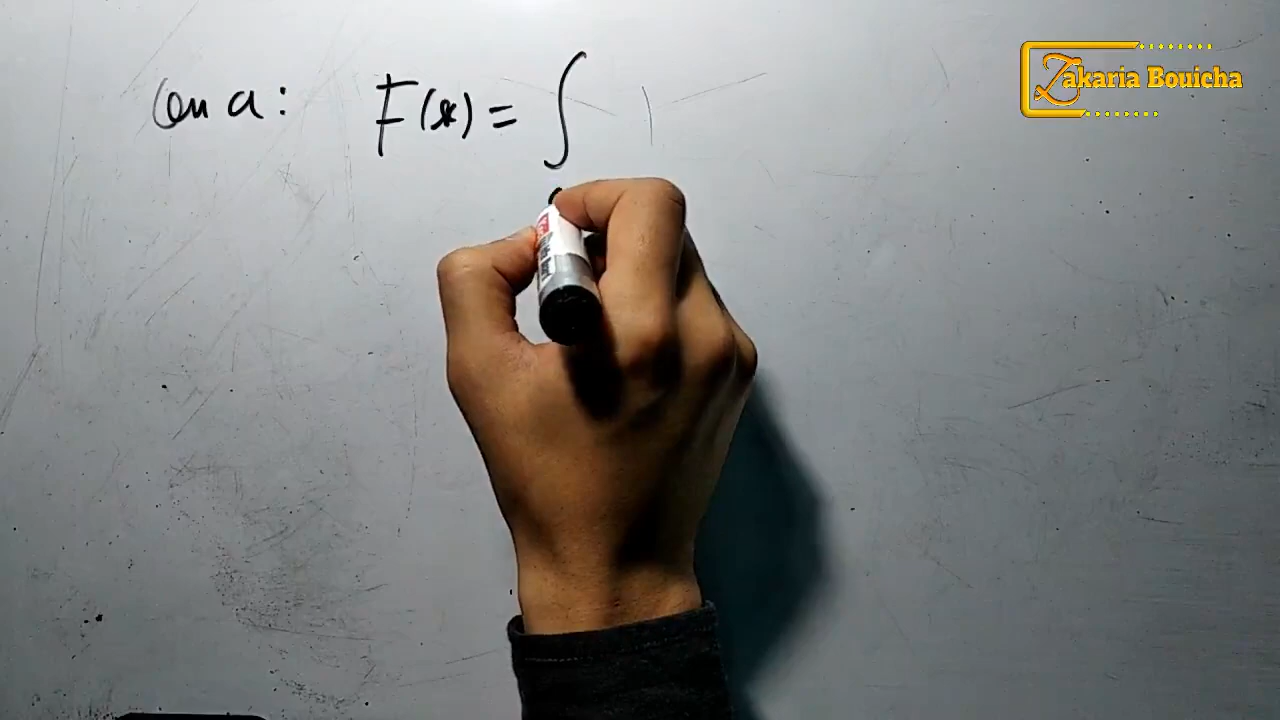 On a : F(x) = ∫
Zakaria Bouicha